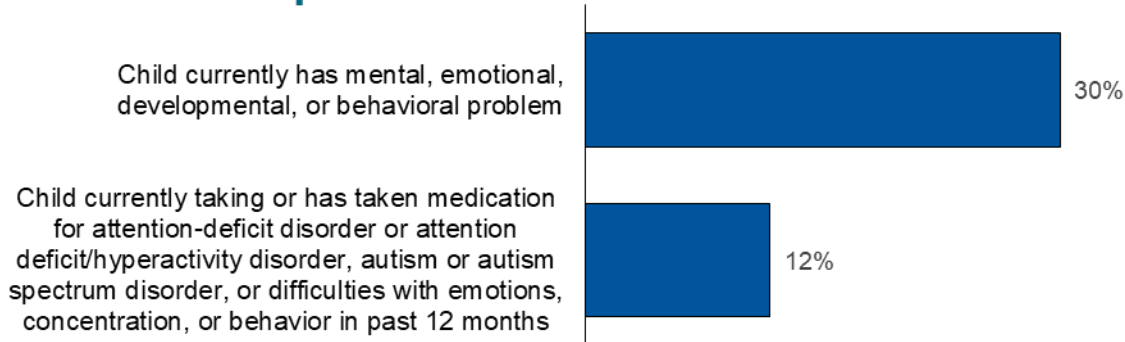 Child currently has mental, emotional,
developmental, or behavioral problem
30%
Child currently taking or has taken medication
for attention-deficit disorder or attention
deficit/hyperactivity disorder, autism or autism
spectrum disorder, or difficulties with emotions,
concentration, or behavior in past 12 months
12%